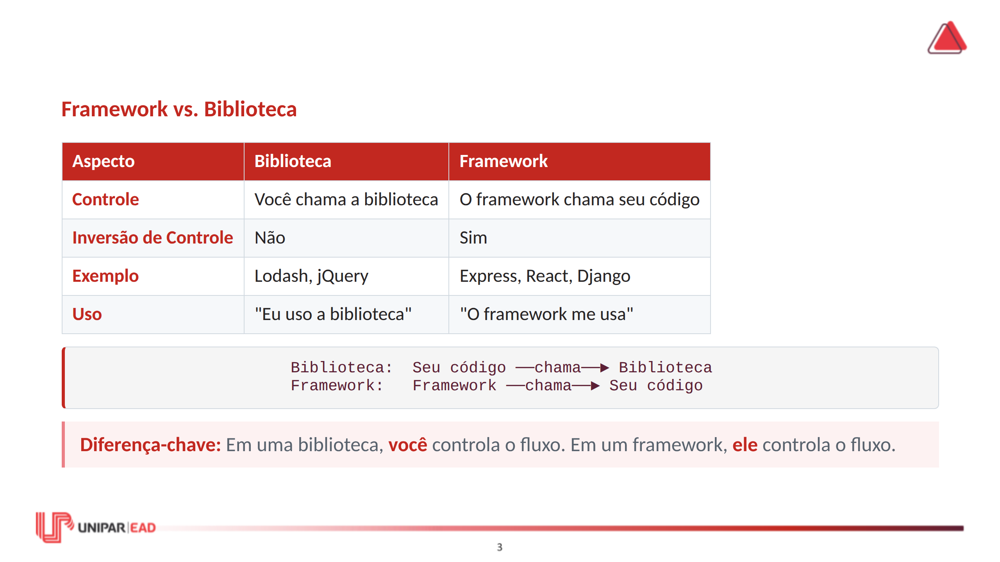 Framework vs. Biblioteca
Aspecto Biblioteca Framework
Controle Você chama a biblioteca O framework chama seu código
Inversão de Controle Não Sim
Exemplo Lodash, jQuery Express, React, Django
Uso "Eu uso a biblioteca" "O framework me usa"
Biblioteca:  Seu código ──chama──► Biblioteca
Framework:   Framework ──chama──► Seu código
Diferença-chave: Em uma biblioteca, você controla o fluxo. Em um framework, ele controla o fluxo.
UNIPAR|EAD
3